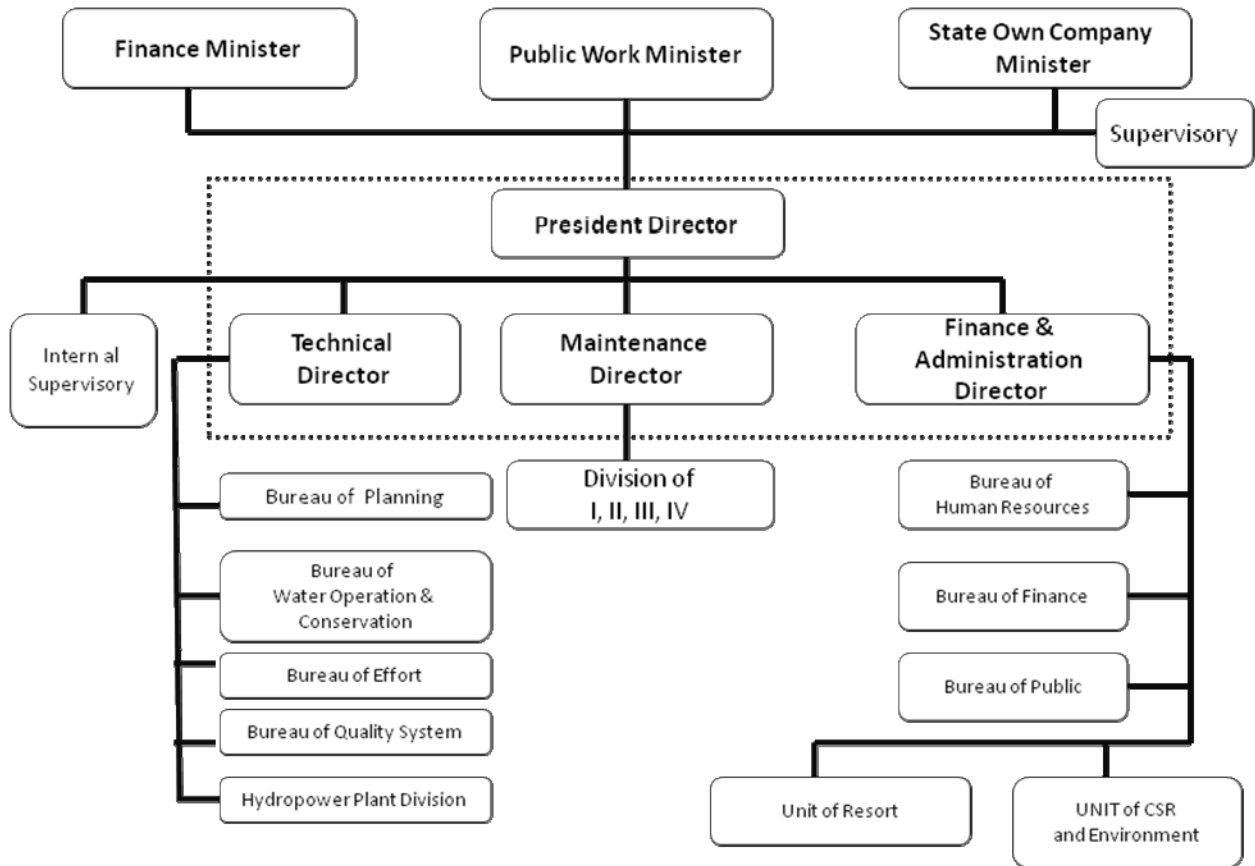 Finance Minister
Public Work Minister
State Own Company
Minister
Supervisory
President Director
Intern al
Supervisory
Technical
Director
Maintenance
Director
Finance &
Administration
Director
Bureau of Planning
Bureau of
Water Operation &
Conservation
Bureau of Effort
Bureau of Quality System
Hydropower Plant Division
Division of
I, II, III, IV
Bureau of
Human Resources
Bureau of Finance
Bureau of Public
Unit of Resort
UNIT of CSR
and Environment